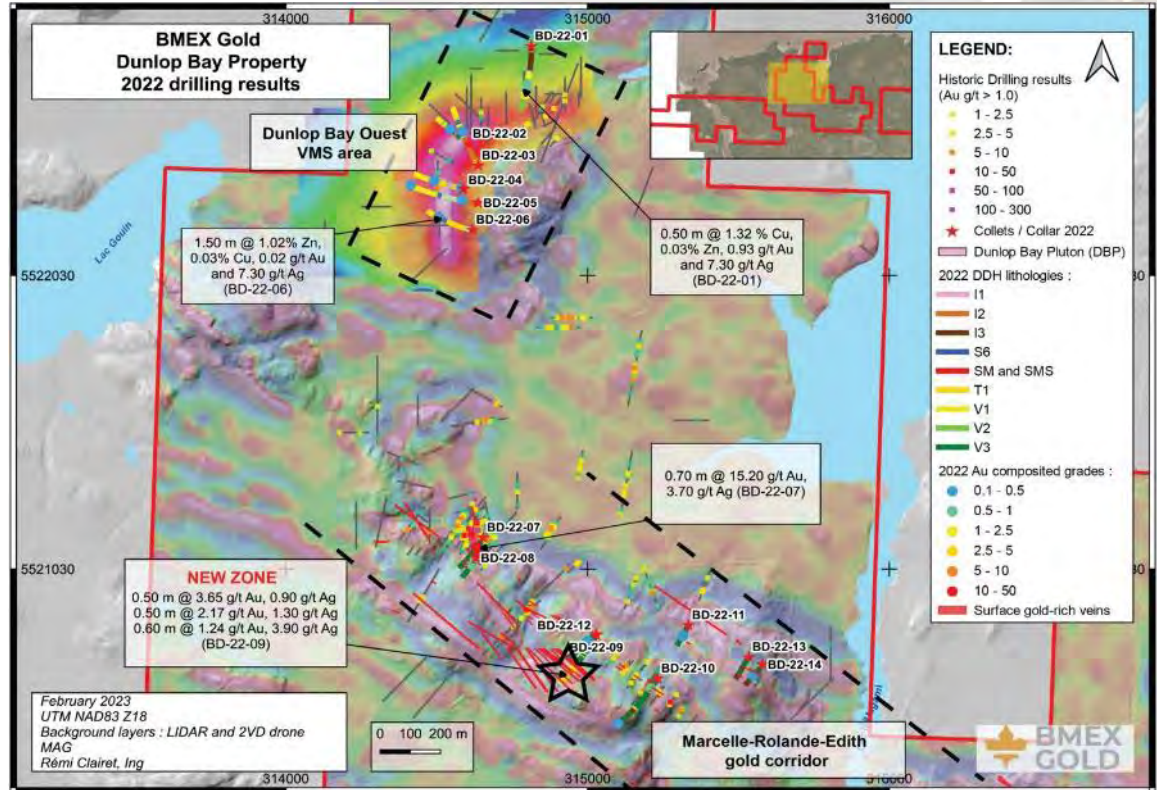 314000
315000
316000
BMEX Gold
Dunlop Bay Property
2022 drilling results
BD-22-01
Dunlop Bay Ouest
VMS area
BD-22-02
BD-22-03
BD-22-04
BD-22-05
BD-22-06
Lac Gouin
1.50 m @ 1.02% Zn,
0.03% Cu, 0.02 g/t Au
and 7.30 g/t Ag
(BD-22-06)
0.50 m @ 1.32 % Cu,
0.03% Zn, 0.93 g/t Au,
and 7.30 g/t Ag
(BD-22-01)
5522030
30
0.70 m @ 15.20 g/t Au,
3.70 g/t Ag (BD-22-07)
BD-22-07
BD-22-08
5521030
30
NEW ZONE
0.50 m @ 3.65 g/t Au, 0.90 g/t Ag
0.50 m @ 2.17 g/t Au, 1.30 g/t Ag
0.60 m @ 1.24 g/t Au, 3.90 g/t Ag
(BD-22-09)
BD-22-12
BD-22-09
BD-22-11
BD-22-10
BD-22-13
BD-22-14
February 2023
UTM NAD83 Z18
Background layers : LIDAR and 2VD drone
MAG
Rémi Clairet, Ing
0 100 200 m
Marcelle-Rolande-Edith
gold corridor
BMEX
GOLD
314000
315000
316000
LEGEND:
Historic Drilling results
(Au g/t > 1.0)
1 - 2.5
2.5 - 5
5 - 10
10 - 50
50 - 100
100 - 300
Collets / Collar 2022
Dunlop Bay Pluton (DBP)
2022 DDH lithologies :
I1
I2
I3
S6
SM and SMS
T1
V1
V2
V3
2022 Au composited grades :
0.1 - 0.5
0.5 - 1
1 - 2.5
2.5 - 5
5 - 10
10 - 50
Surface gold-rich veins